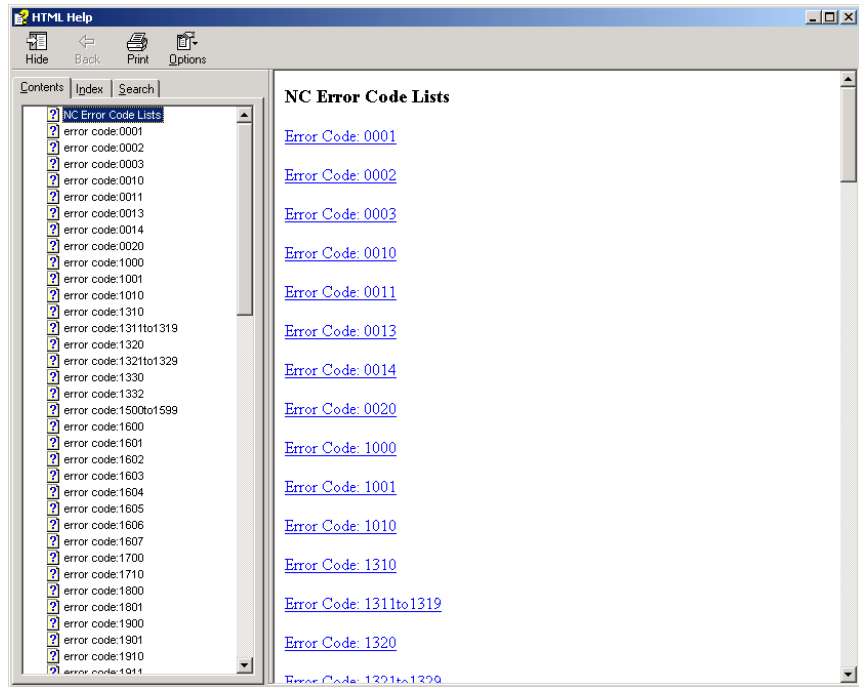 HTML Help
Hide Back Print Options
Contents Index Search
NC Error Code Lists
error code:0001
error code:0002
error code:0003
error code:0010
error code:0011
error code:0013
error code:0014
error code:0020
error code:1000
error code:1001
error code:1010
error code:1310
error code:1311to1319
error code:1320
error code:1321to1329
error code:1330
error code:1332
error code:1500to1599
error code:1600
error code:1601
error code:1602
error code:1603
error code:1604
error code:1605
error code:1606
error code:1607
error code:1700
error code:1710
error code:1800
error code:1801
error code:1900
error code:1901
error code:1910
error code:1911
NC Error Code Lists
Error Code: 0001
Error Code: 0002
Error Code: 0003
Error Code: 0010
Error Code: 0011
Error Code: 0013
Error Code: 0014
Error Code: 0020
Error Code: 1000
Error Code: 1001
Error Code: 1010
Error Code: 1310
Error Code: 1311to1319
Error Code: 1320
Error Code: 1321to1329